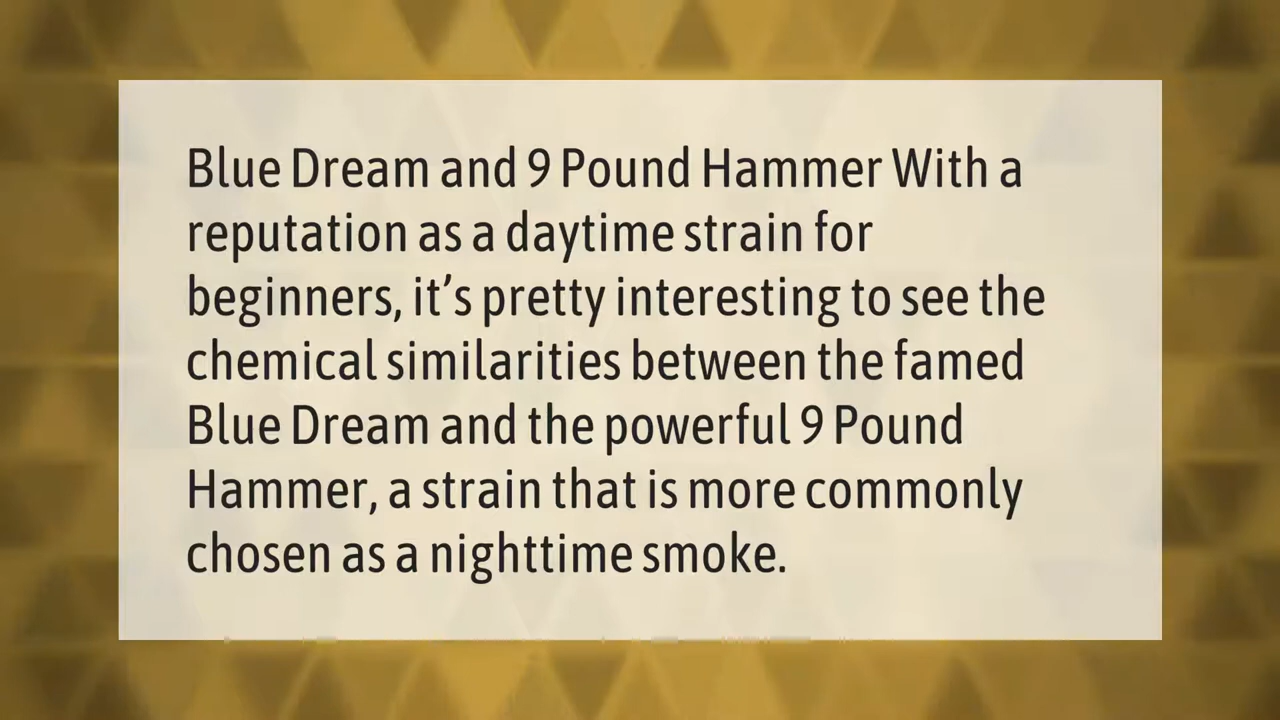 Blue Dream and 9 Pound Hammer With a
reputation as a daytime strain for
beginners, it’s pretty interesting to see the
chemical similarities between the famed
Blue Dream and the powerful 9 Pound
Hammer, a strain that is more commonly
chosen as a nighttime smoke.